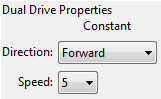 Dual Drive Properties
Constant
Direction: Forward
Speed: 5